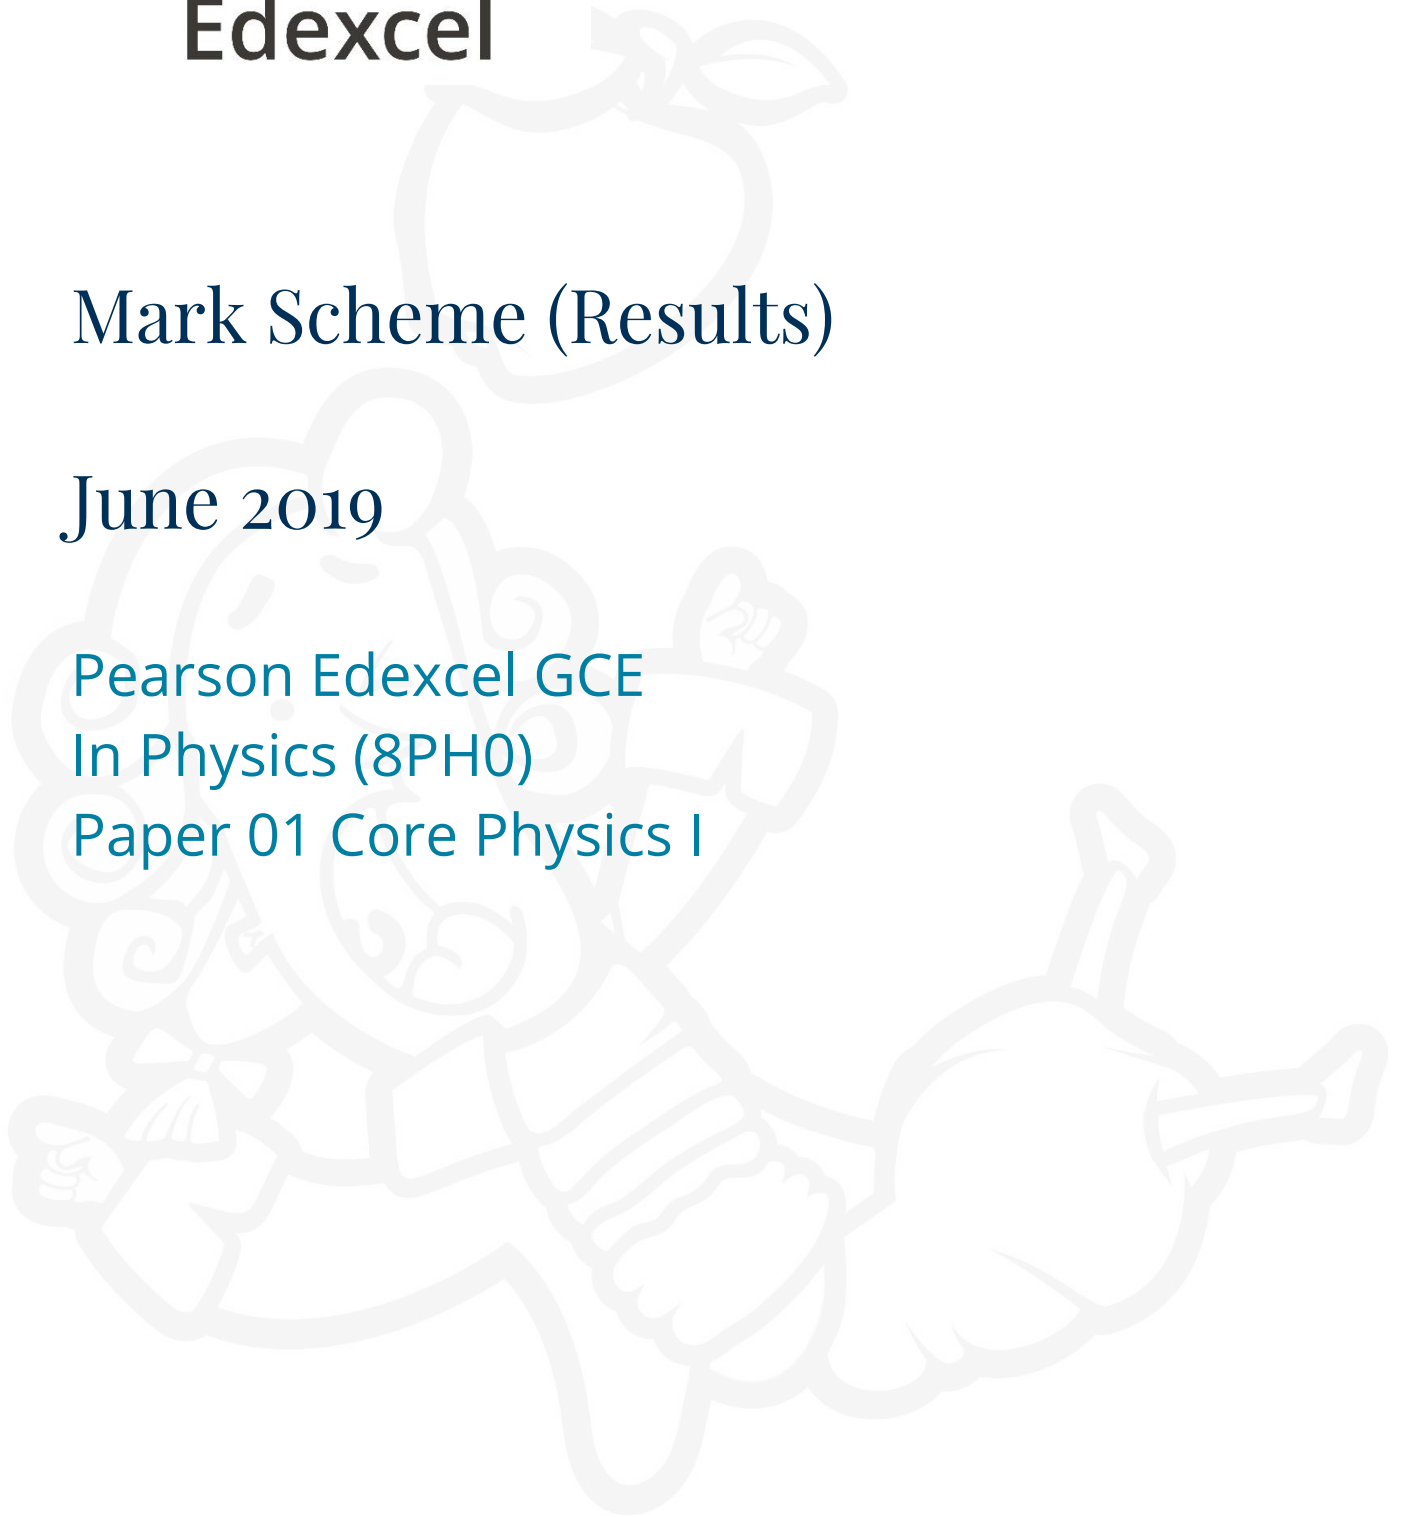 Edexcel
Mark Scheme (Results)
June 2019
Pearson Edexcel GCE
In Physics (8PH0)
Paper 01 Core Physics I